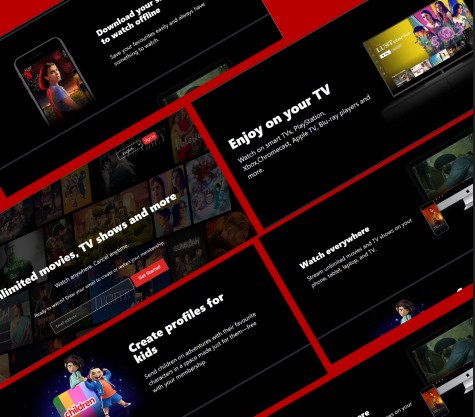 Download your s
to watch offline
Save your favourites easily and always have
something to watch.
LUST Stories
Enjoy on your TV
Watch on smart TVs, PlayStation,
Xbox,Chromecast, Apple TV, Blu-ray players and
more.
English
Sign In
nlimited movies, TV shows and more
Watch anywhere. Cancel anytime.
Ready to watch? Enter your email to create or restart your membership.
Email address
Get Started
Watch everywhere
Stream unlimited movies and TV shows on your
phone, tablet, laptop, and TV.
Create profiles for
kids
Send children on adventures with their favourite
characters in a space made just for them—free
with your membership.
children